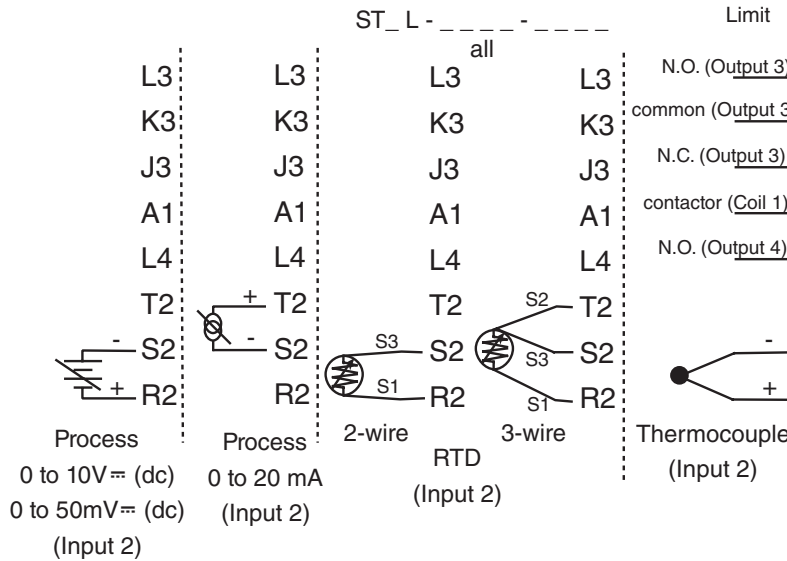 ST_ L - _ _ _ _ - _ _ _ _
all
L3
K3
J3
A1
L4
T2
- S2
+ R2
Process
0 to 10V⎓ (dc)
0 to 50mV⎓ (dc)
(Input 2)
L3
K3
J3
A1
L4
+ T2
- S2
R2
Process
0 to 20 mA
(Input 2)
L3
K3
J3
A1
L4
T2
S3 S2
S1 R2
2-wire
L3
K3
J3
A1
L4
S2 T2
S3 S2
S1 R2
3-wire
RTD
(Input 2)
Limit
N.O. (Output 3)
common (Output 3
N.C. (Output 3)
contactor (Coil 1)
N.O. (Output 4)
-
+
Thermocouple
(Input 2)